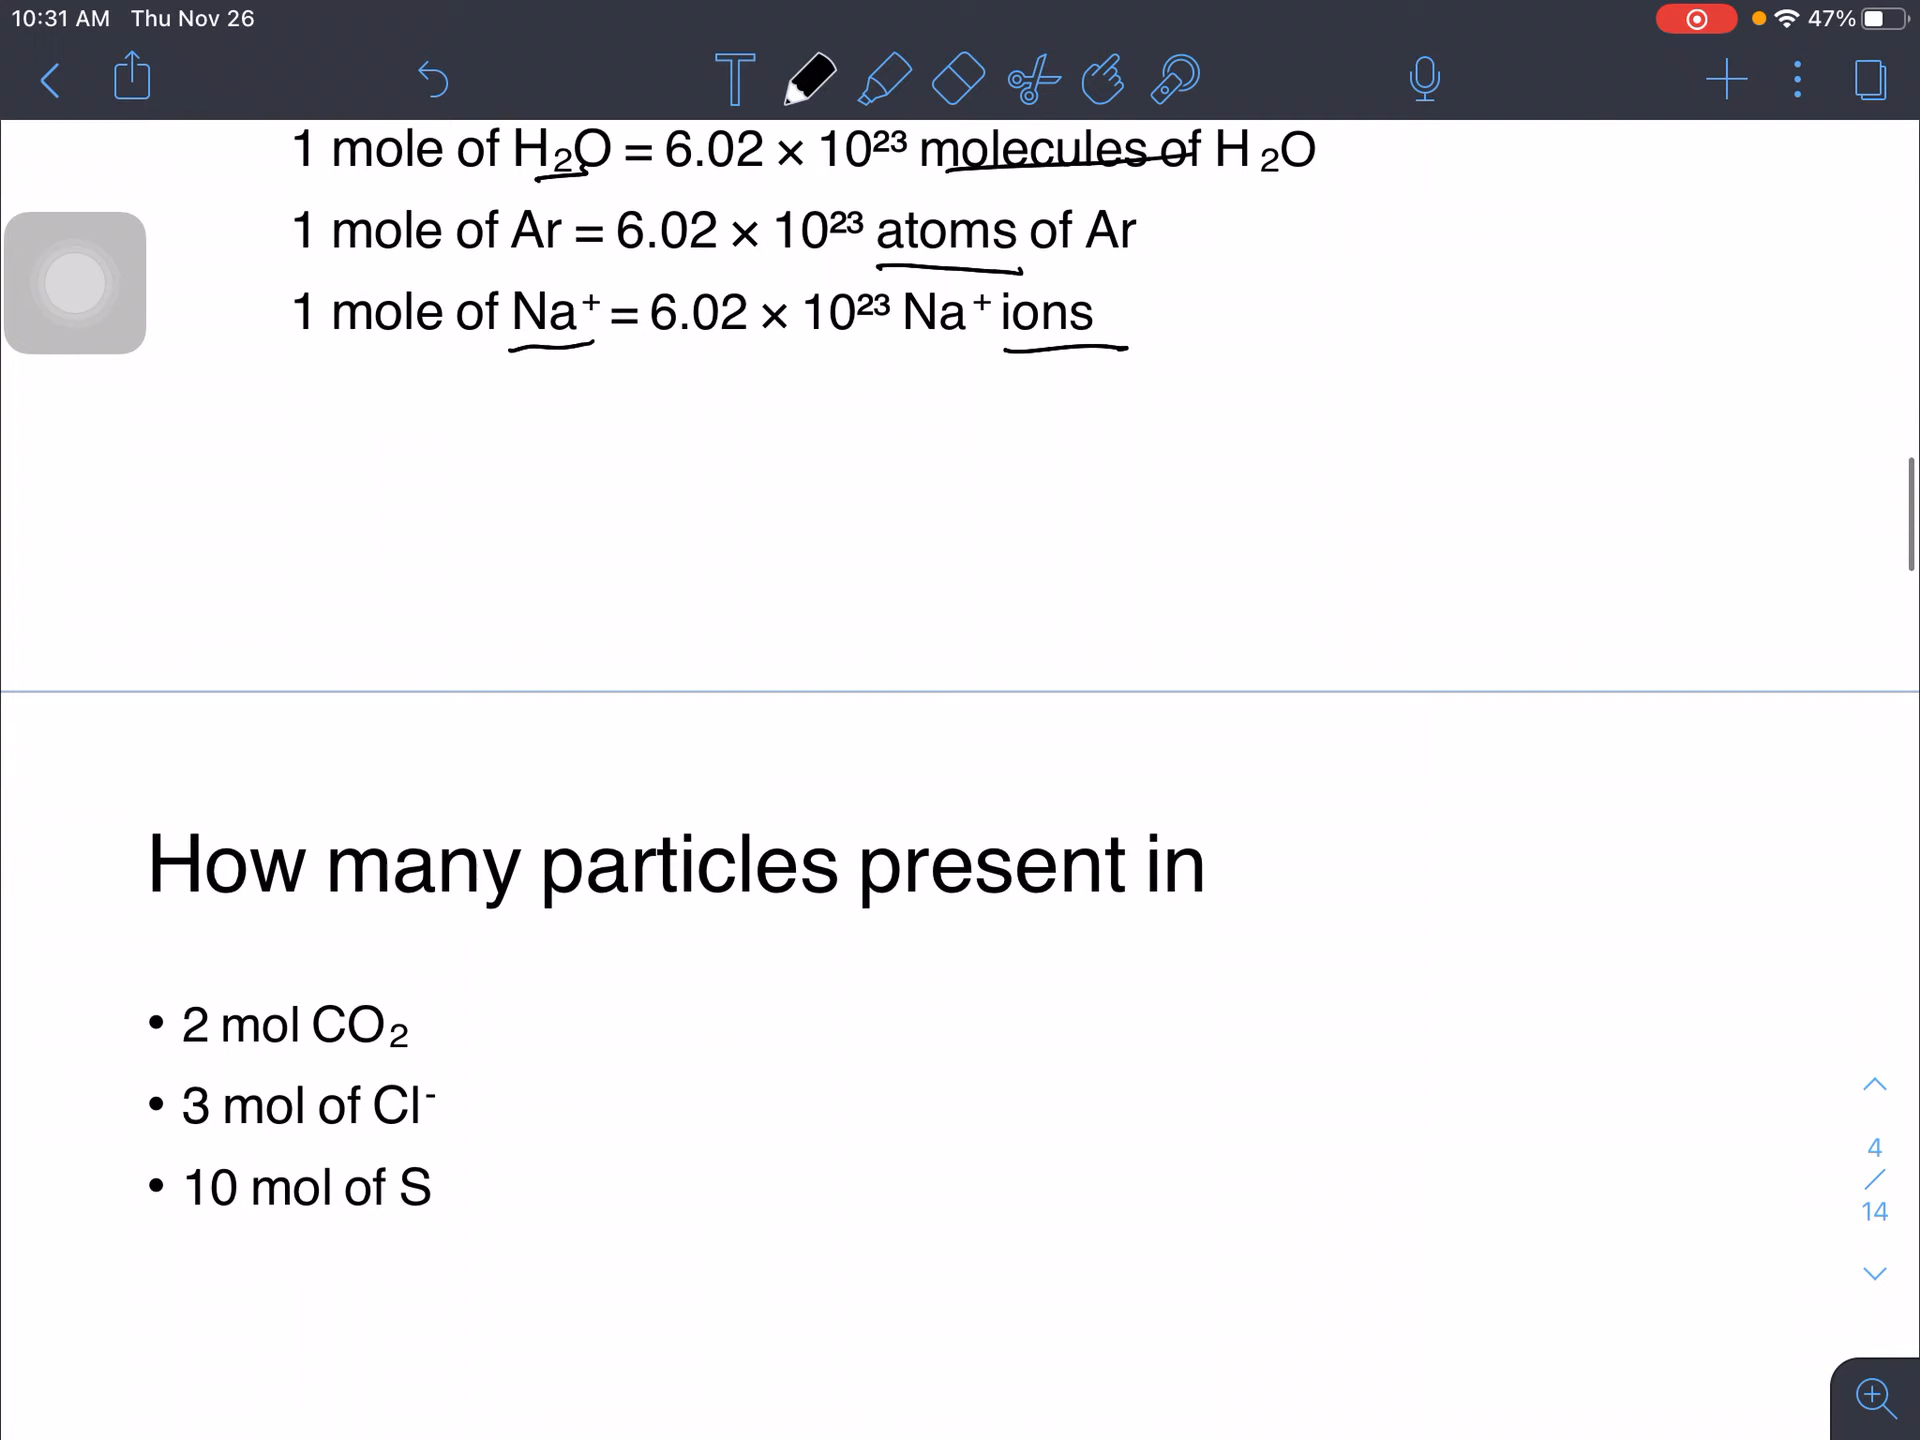 10:31 AM Thu Nov 26 47%
1 mole of H₂O = 6.02 × 10²³ molecules of H ₂O
1 mole of Ar = 6.02 × 10²³ atoms of Ar
1 mole of Na⁺ = 6.02 × 10²³ Na ⁺ ions
How many particles present in
• 2 mol CO₂
• 3 mol of Cl⁻
• 10 mol of S
4
/
14